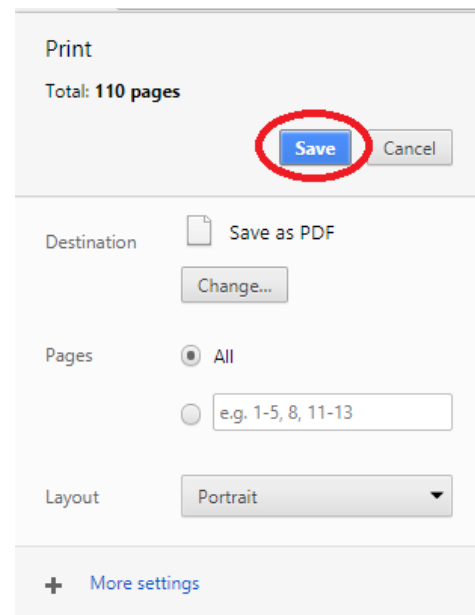 Print
Total: 110 pages
Save Cancel
Destination Save as PDF
Change...
Pages All
e.g. 1-5, 8, 11-13
Layout Portrait
More settings